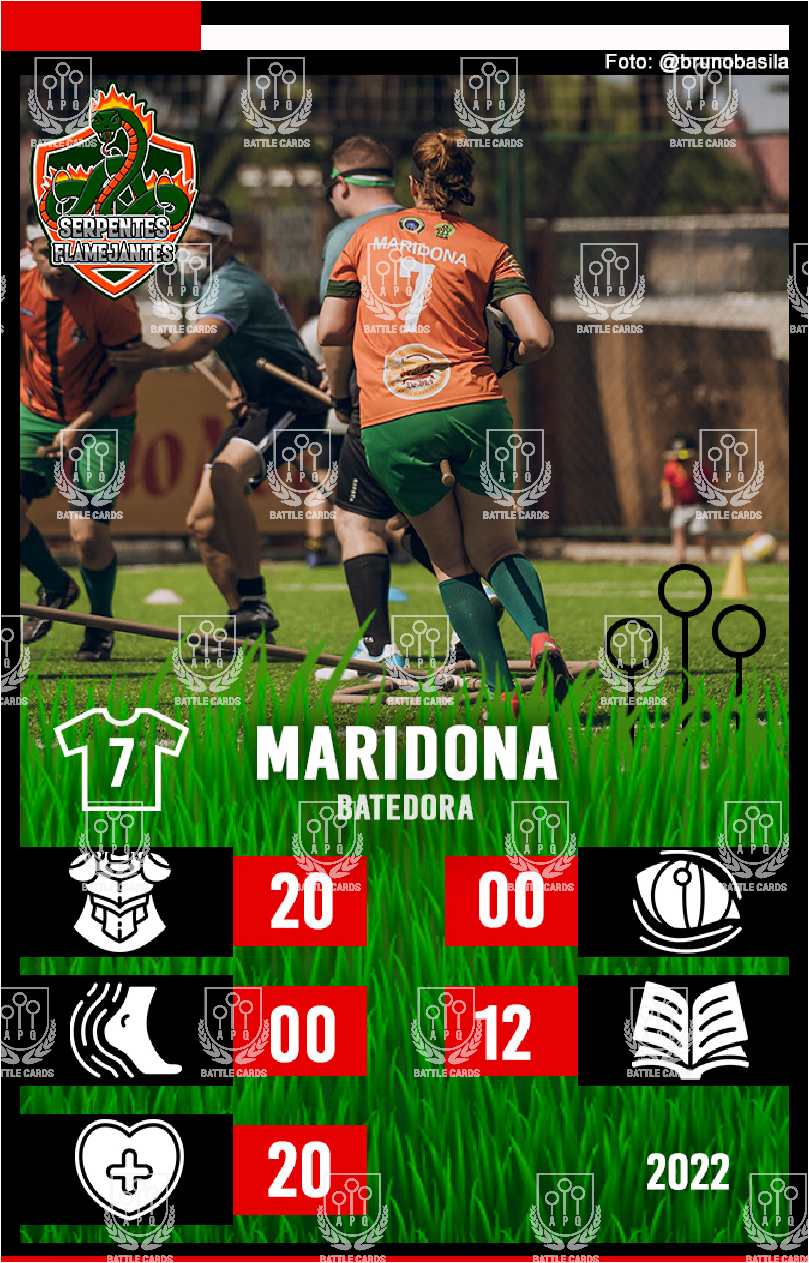 Foto: @brunobasila
SERPENTES
FLAMEJANTES
MARIDONA
7
7
MARIDONA
BATEDORA
20
00
00
12
20
2022
APQ
BATTLE CARDS